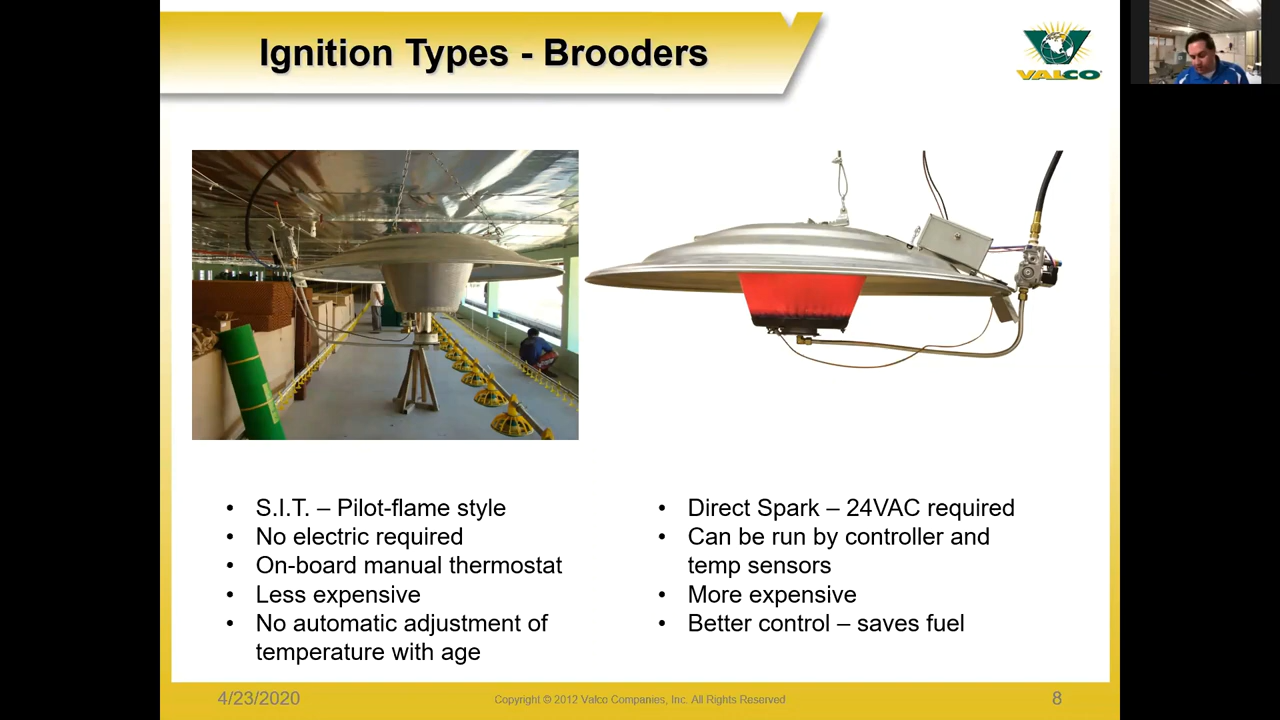 Ignition Types - Brooders
VALCO
• S.I.T. – Pilot-flame style
• No electric required
• On-board manual thermostat
• Less expensive
• No automatic adjustment of
temperature with age
• Direct Spark – 24VAC required
• Can be run by controller and
temp sensors
• More expensive
• Better control – saves fuel
4/23/2020
Copyright © 2012 Valco Companies, Inc. All Rights Reserved
8